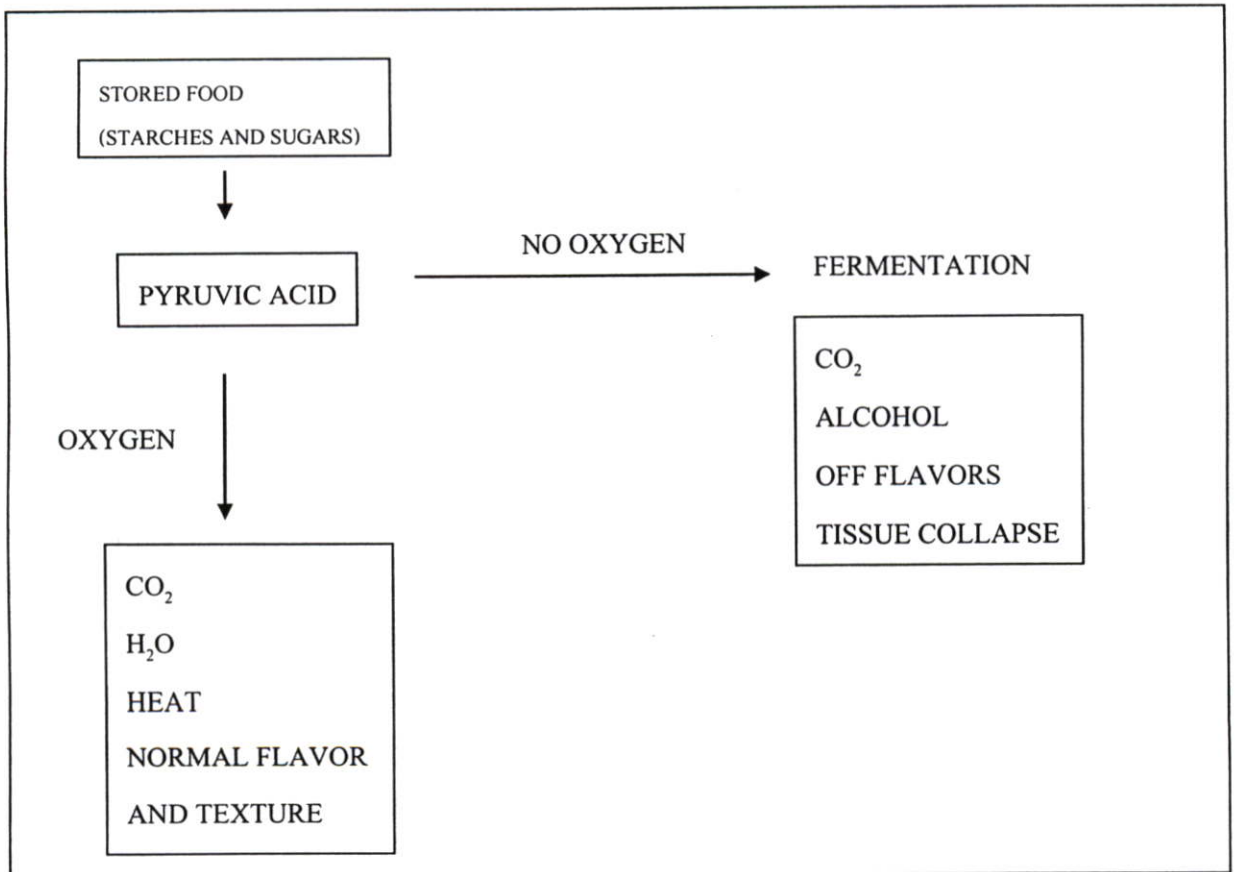 STORED FOOD
(STARCHES AND SUGARS)
PYRUVIC ACID
NO OXYGEN
FERMENTATION
CO₂
ALCOHOL
OFF FLAVORS
TISSUE COLLAPSE
OXYGEN
CO₂
H₂O
HEAT
NORMAL FLAVOR
AND TEXTURE